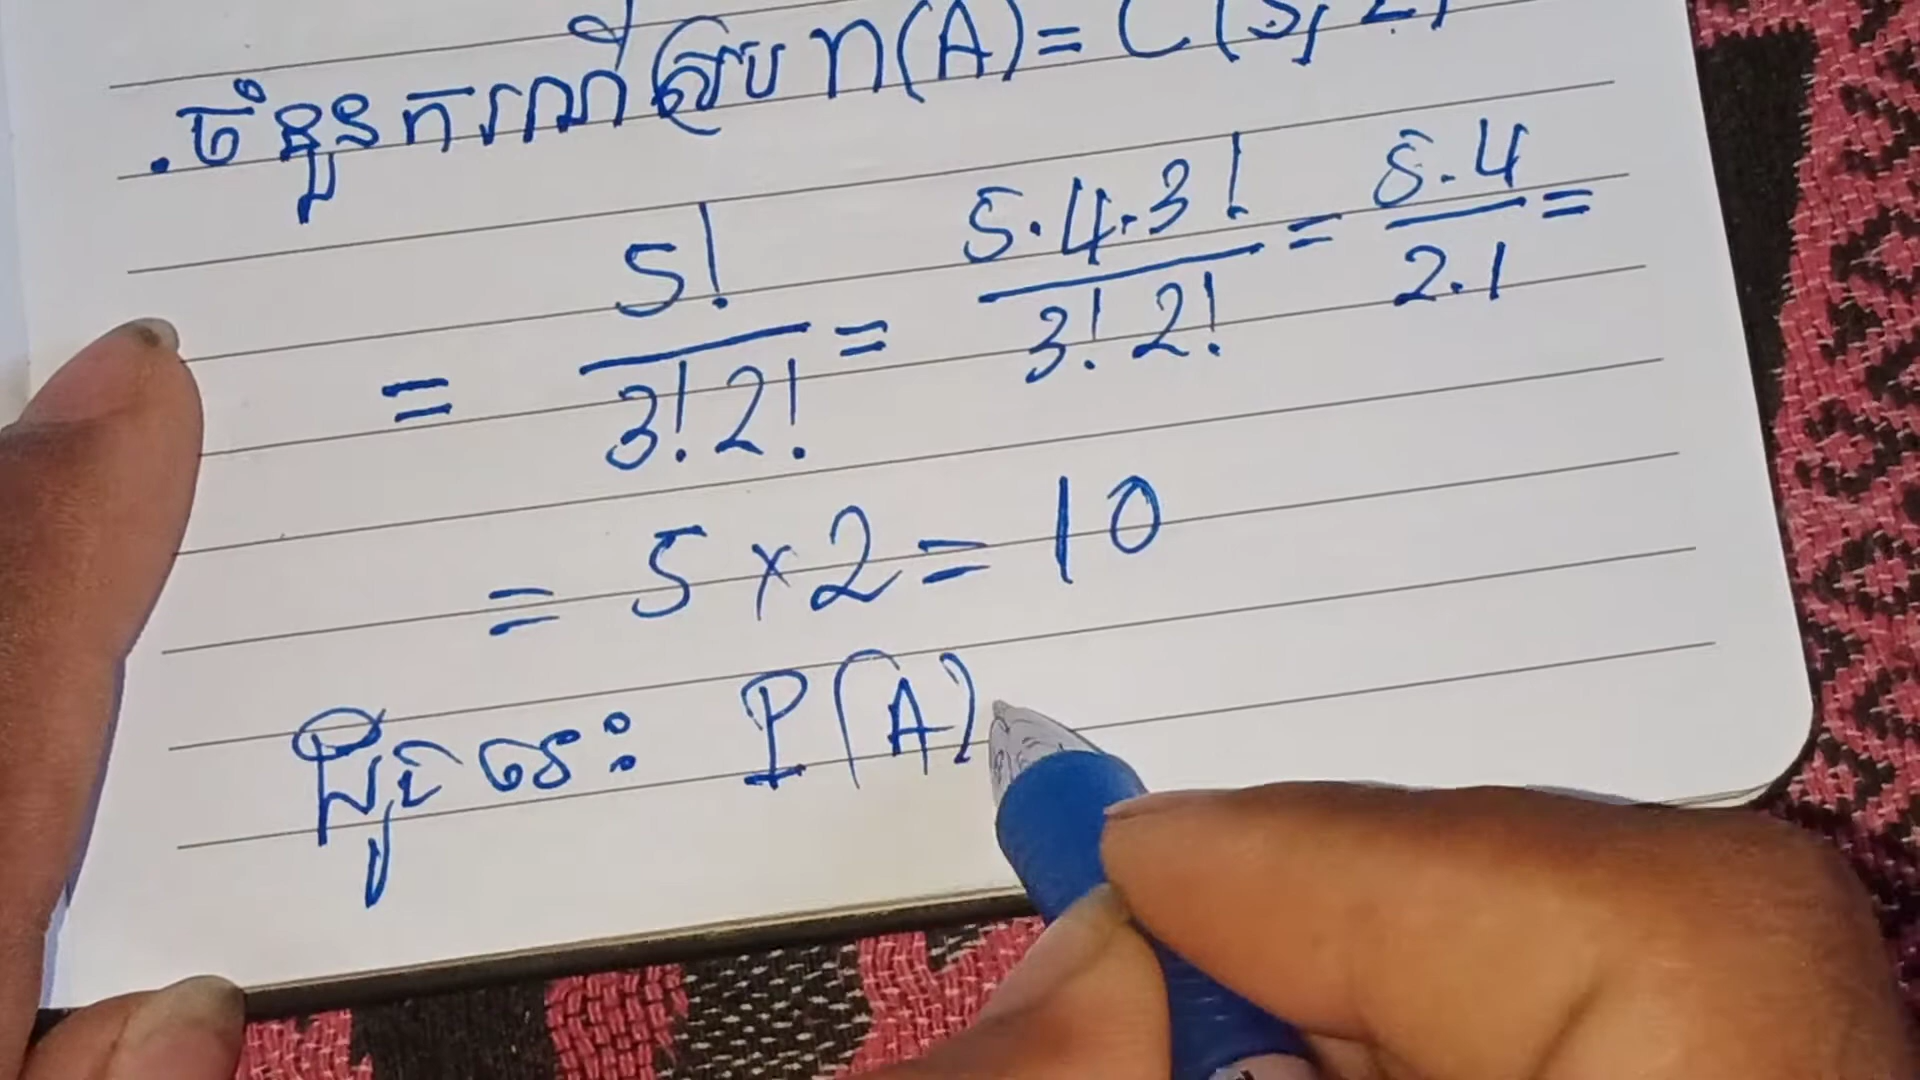 . ចំនួនករណីស្រប n(A) = C(5, 2)
= 5!/3! 2! = 5.4.3!/3! 2! = 5.4/2.1 =
= 5 × 2 = 10
ដូចនេះ P(A)